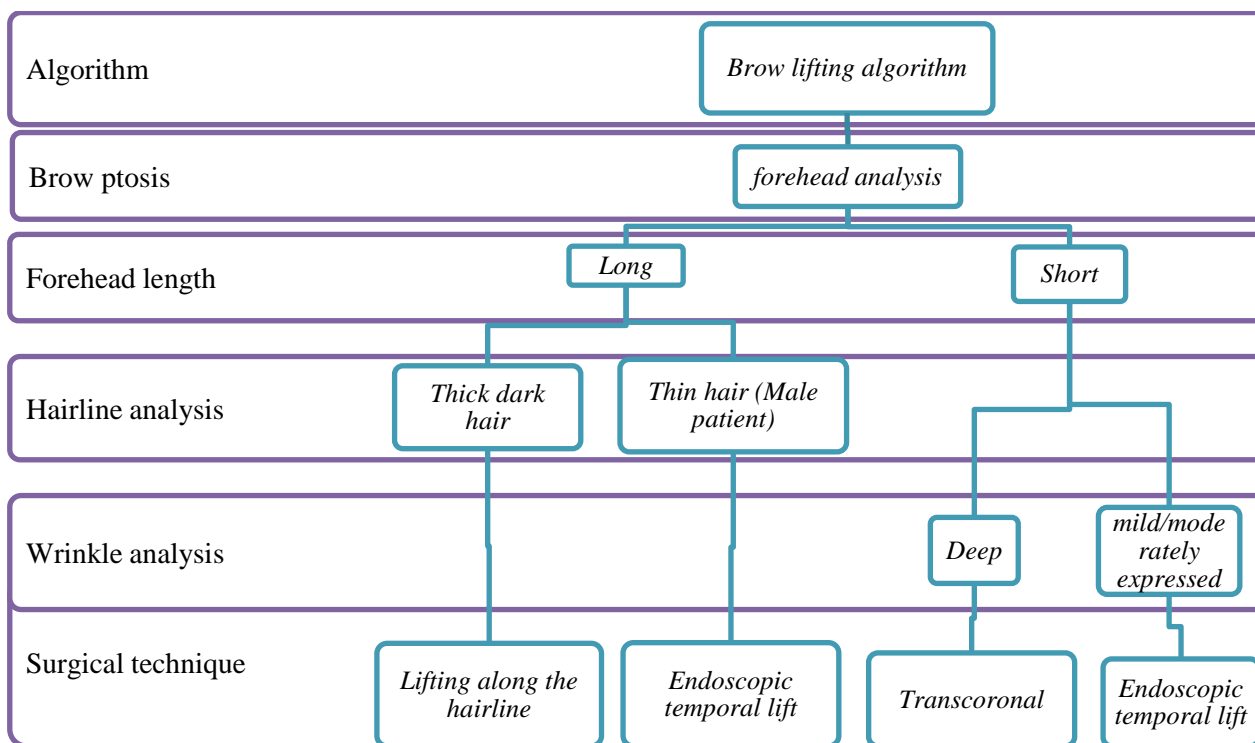 Algorithm
Brow lifting algorithm
Brow ptosis
forehead analysis
Forehead length
Long
Short
Hairline analysis
Thick dark
hair
Thin hair (Male
patient)
Wrinkle analysis
Deep
mild/mode
rately
expressed
Surgical technique
Lifting along the
hairline
Endoscopic
temporal lift
Transcoronal
Endoscopic
temporal lift